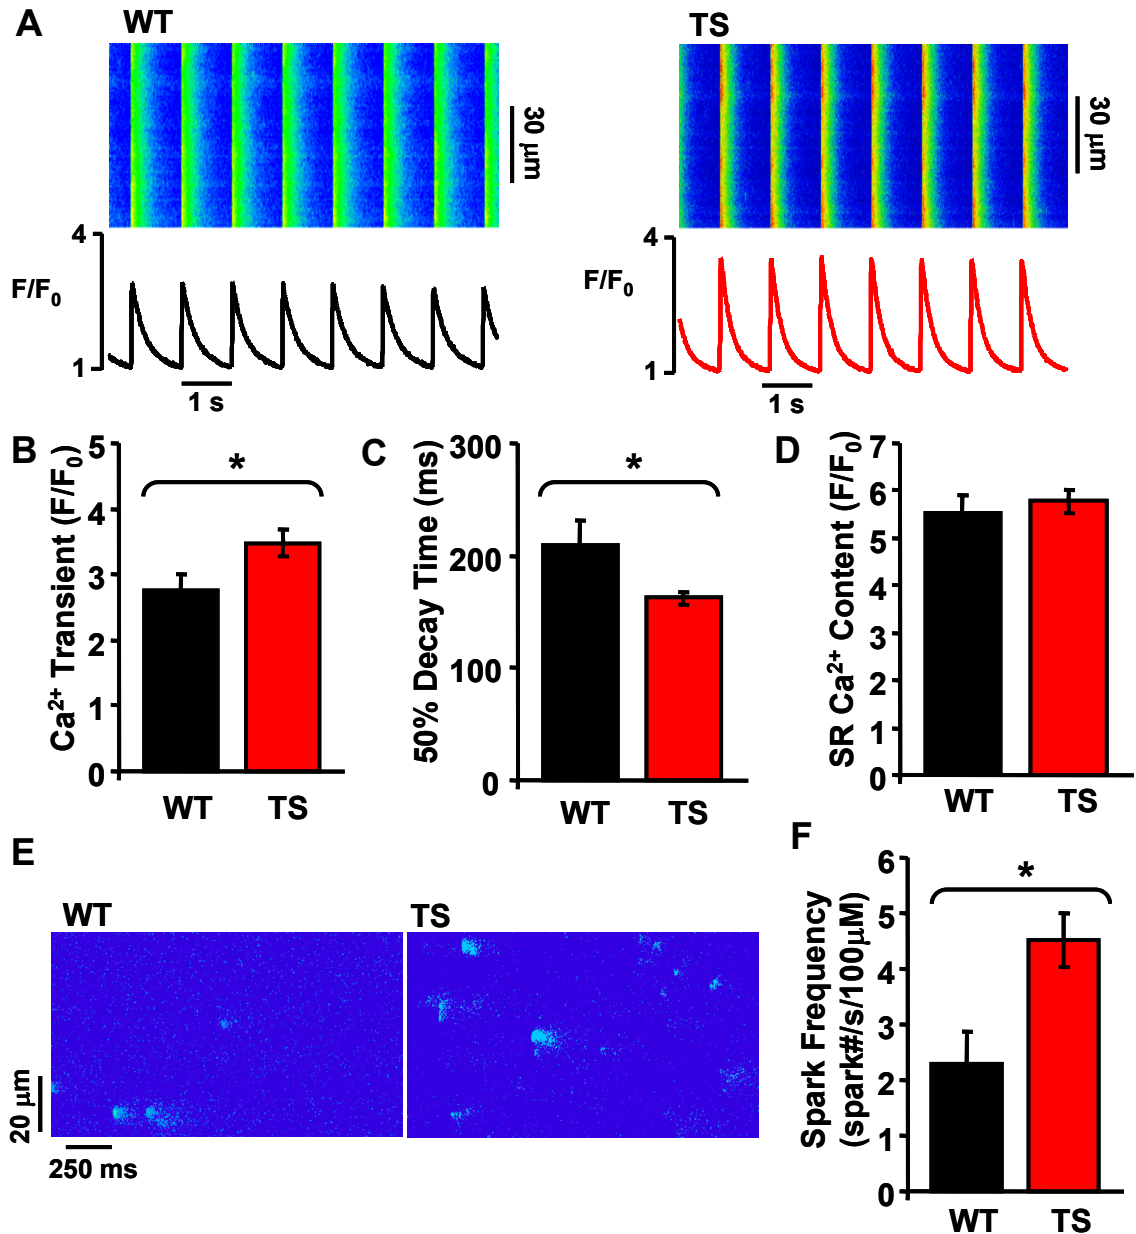 A
WT
TS
30 μm
30 μm
4
F/F0
1
1 s
4
F/F0
1
1 s
B
Ca2+ Transient (F/F0)
5
4
3
2
1
0
*
WT
TS
C
50% Decay Time (ms)
300
200
100
0
*
WT
TS
D
SR Ca2+ Content (F/F0)
7
6
5
4
3
2
1
0
WT
TS
E
WT
TS
20 μm
250 ms
F
Spark Frequency
(spark#/s/100μM)
6
5
4
3
2
1
0
*
WT
TS